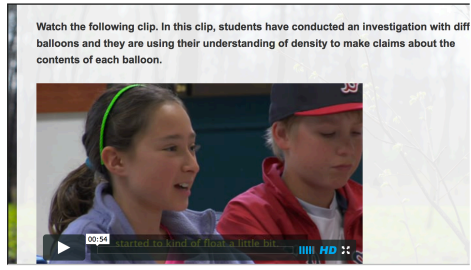 Watch the following clip. In this clip, students have conducted an investigation with diff
balloons and they are using their understanding of density to make claims about the
contents of each balloon.
B
00:54
started to kind of float a little bit.
HD